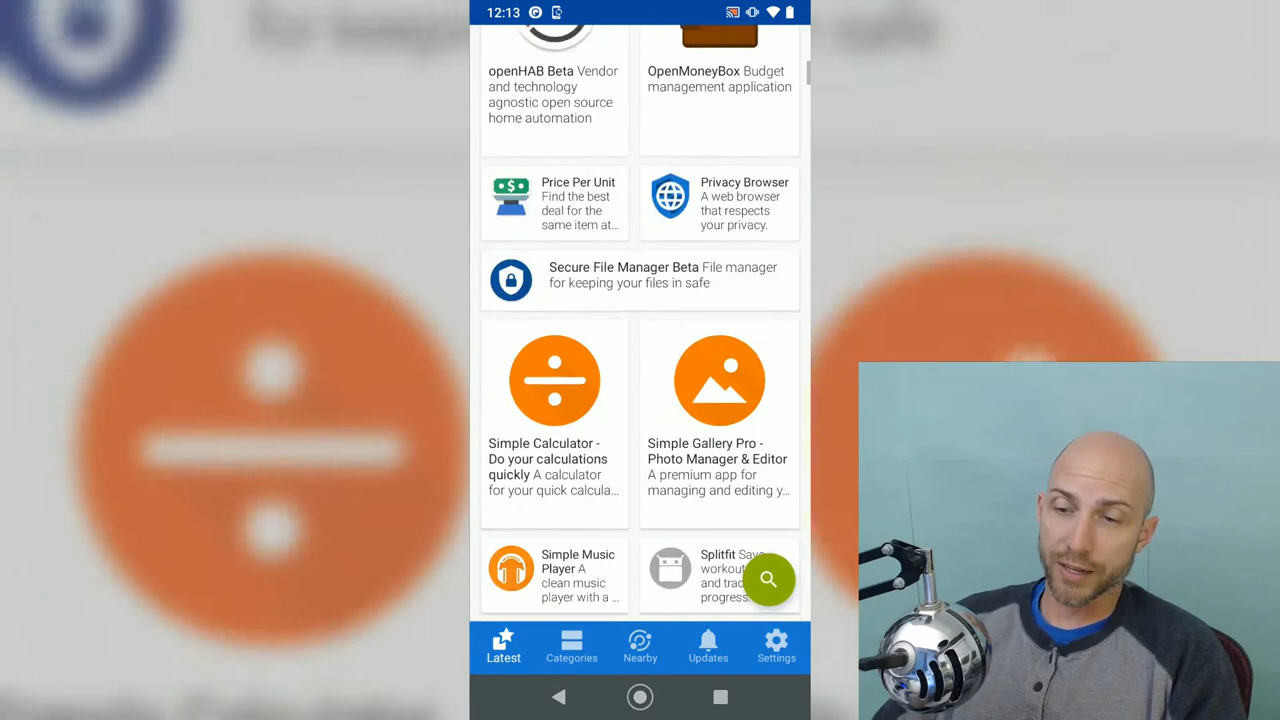 12:13
openHAB Beta Vendor
and technology
agnostic open source
home automation
OpenMoneyBox Budget
management application
Price Per Unit
Find the best
deal for the
same item at...
Privacy Browser
A web browser
that respects
your privacy.
Secure File Manager Beta File manager
for keeping your files in safe
Simple Calculator -
Do your calculations
quickly A calculator
for your quick calcula...
Simple Gallery Pro -
Photo Manager & Editor
A premium app for
managing and editing y...
Simple Music
Player A
clean music
player with a ...
Splitfit Save
workou
and trac
progress
Latest
Categories
Nearby
Updates
Settings